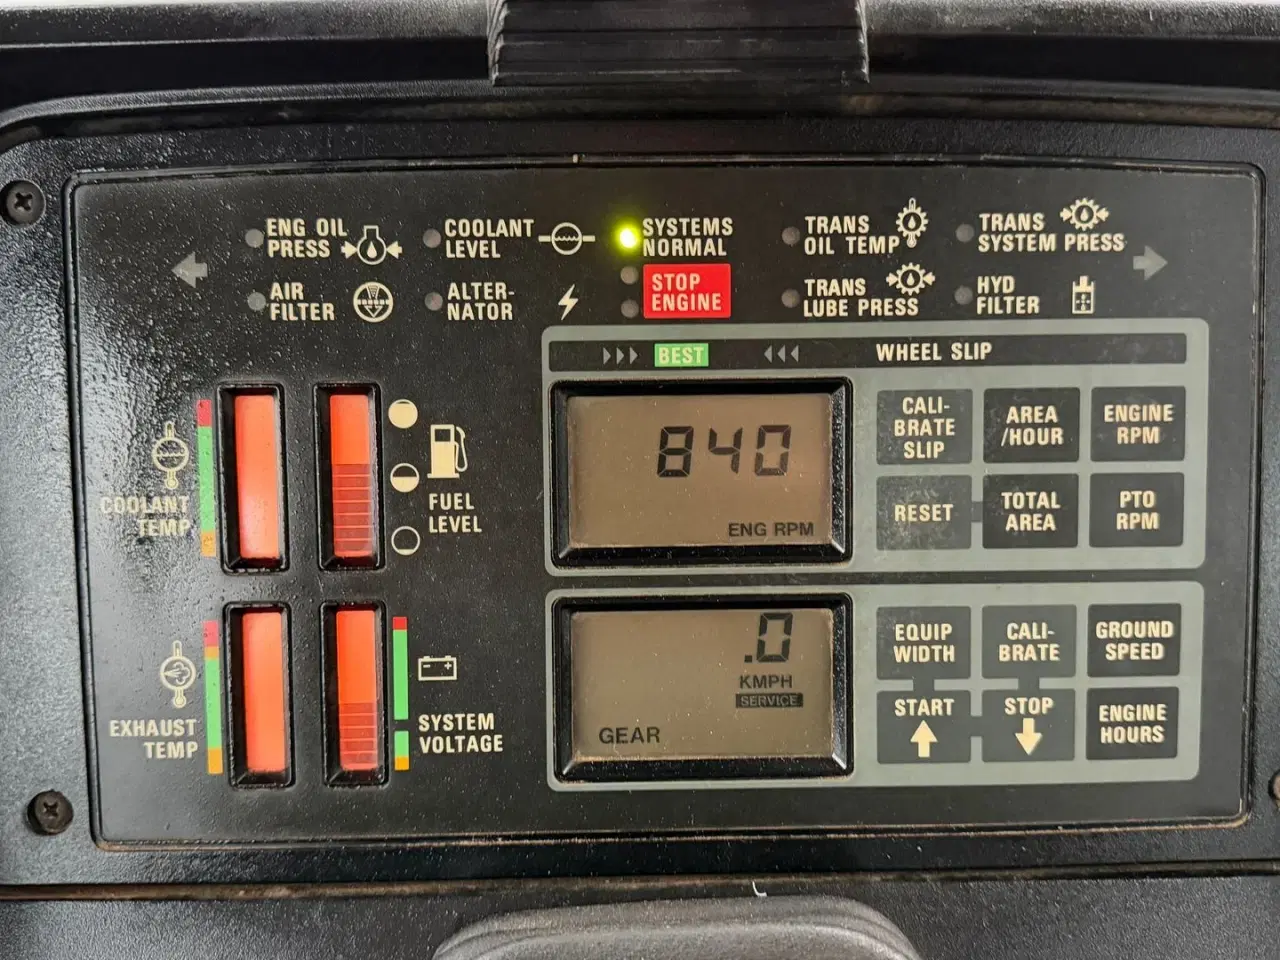 ENG OIL
PRESS
COOLANT
LEVEL
SYSTEMS
NORMAL
TRANS
OIL TEMP
TRANS
SYSTEM PRESS
AIR
FILTER
ALTER-
NATOR
STOP
ENGINE
TRANS
LUBE PRESS
HYD
FILTER
BEST
WHEEL SLIP
COOLANT
TEMP
FUEL
LEVEL
840
ENG RPM
CALI-
BRATE
SLIP
AREA
/HOUR
ENGINE
RPM
RESET
TOTAL
AREA
PTO
RPM
EXHAUST
TEMP
SYSTEM
VOLTAGE
.0
KMPH
SERVICE
GEAR
EQUIP
WIDTH
CALI-
BRATE
GROUND
SPEED
START
STOP
ENGINE
HOURS